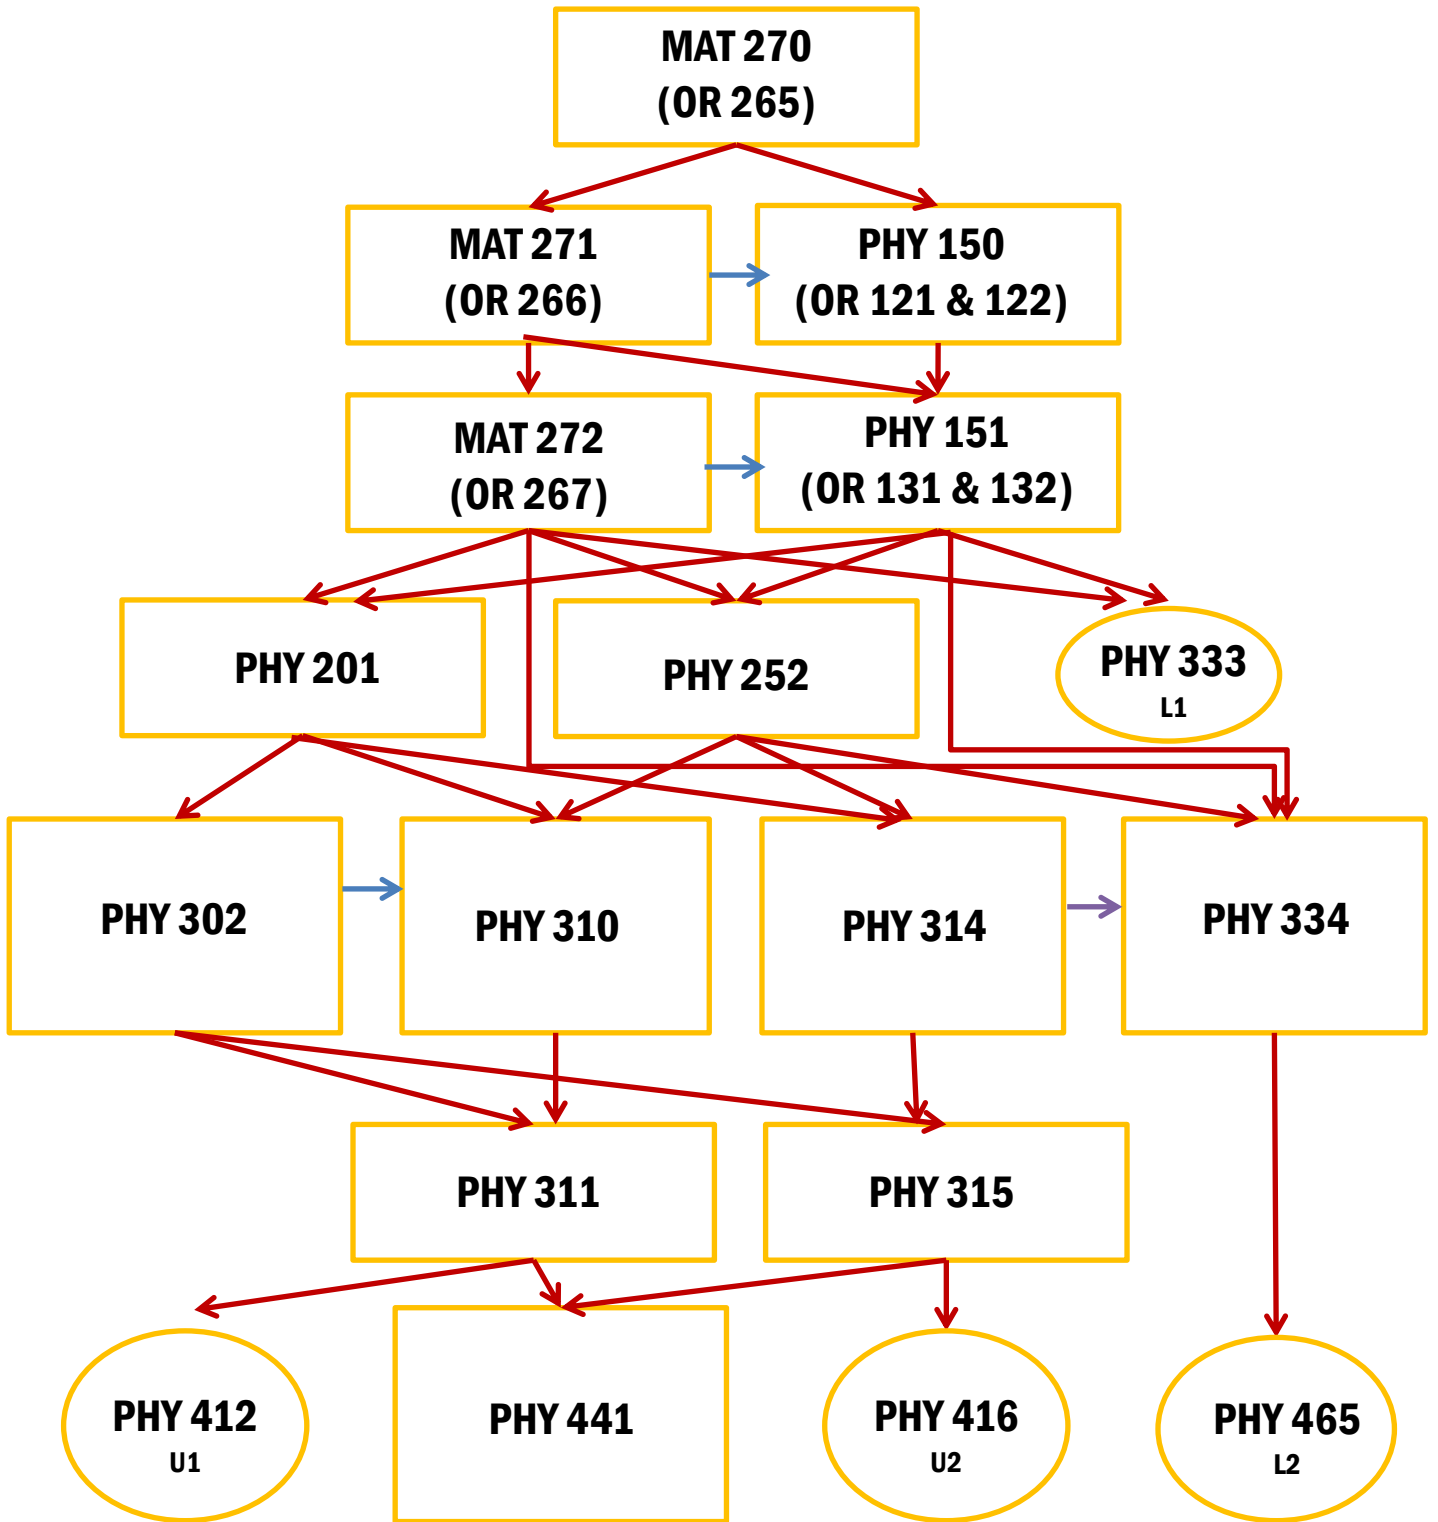 MAT 270
(OR 265)
MAT 271
(OR 266)
PHY 150
(OR 121 & 122)
MAT 272
(OR 267)
PHY 151
(OR 131 & 132)
PHY 201
PHY 252
PHY 333
L1
PHY 302
PHY 310
PHY 314
PHY 334
PHY 311
PHY 315
PHY 412
U1
PHY 441
PHY 416
U2
PHY 465
L2